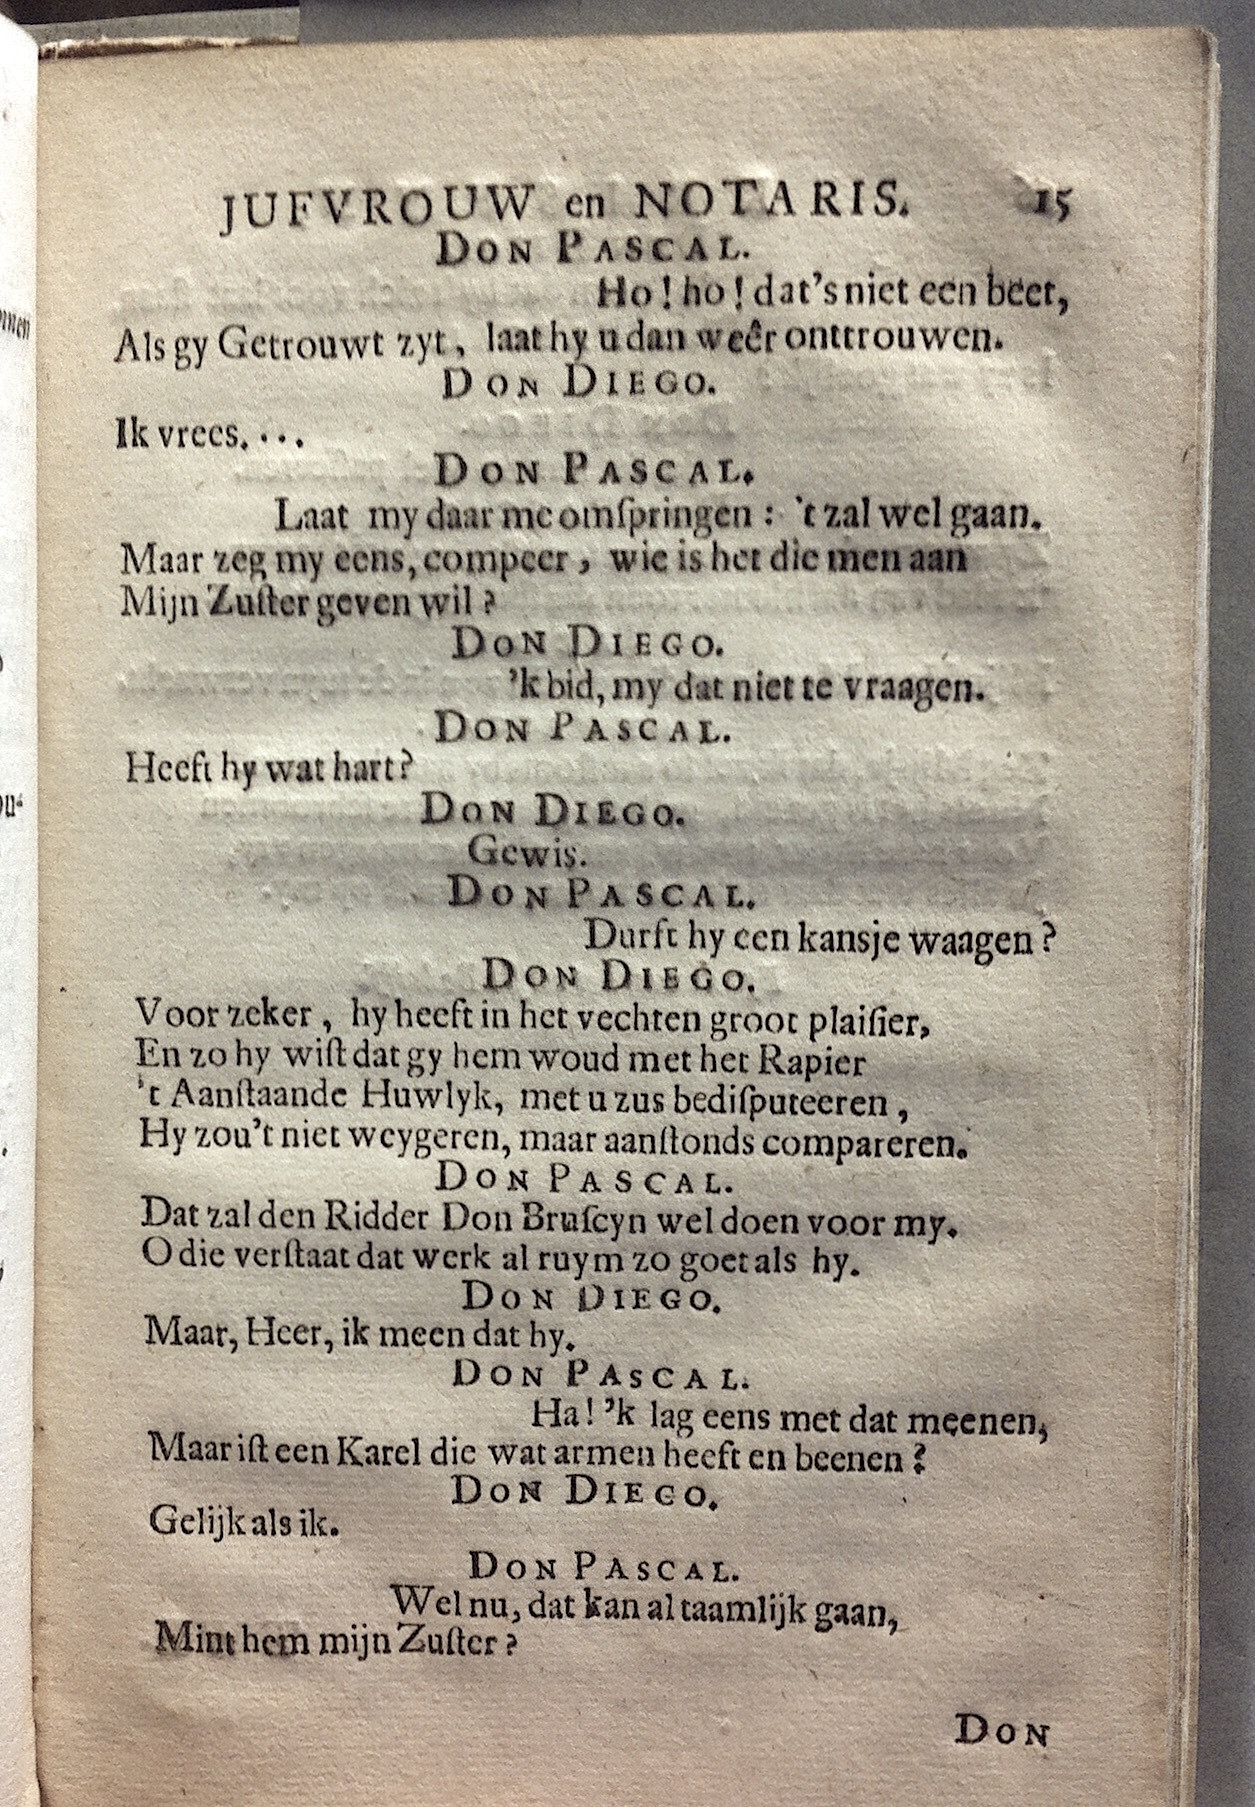 JUFVROUW en NOTARIS. 15
DON PASCAL.
Ho! ho! dat's niet een beet,
Als gy Getrouwt zyt, laat hy u dan weêr onttrouwen.
DON DIEGO.
Ik vrees. . . .
DON PASCAL.
Laat my daar me omſpringen : 't zal wel gaan.
Maar zeg my eens, compeer, wie is het die men aan
Mijn Zuſter geven wil?
DON DIEGO.
'k bid, my dat niet te vraagen.
DON PASCAL.
Heeft hy wat hart?
DON DIEGO.
Gewis.
DON PASCAL.
Durft hy een kansje waagen?
DON DIEGO.
Voor zeker, hy heeft in het vechten groot plaiſier,
En zo hy wiſt dat gy hem woud met het Rapier
't Aanſtaande Huwlyk, met u zus bediſputeeren,
Hy zou't niet weygeren, maar aanſtonds compareren.
DON PASCAL.
Dat zal den Ridder Don Bruſcyn wel doen voor my.
O die verſtaat dat werk al ruym zo goet als hy.
DON DIEGO.
Maar, Heer, ik meen dat hy.
DON PASCAL.
Ha! 'k lag eens met dat meenen,
Maar iſt een Karel die wat armen heeft en beenen?
DON DIEGO.
Gelijk als ik.
DON PASCAL.
Wel nu, dat kan al taamlijk gaan,
Mint hem mijn Zuſter?
DON